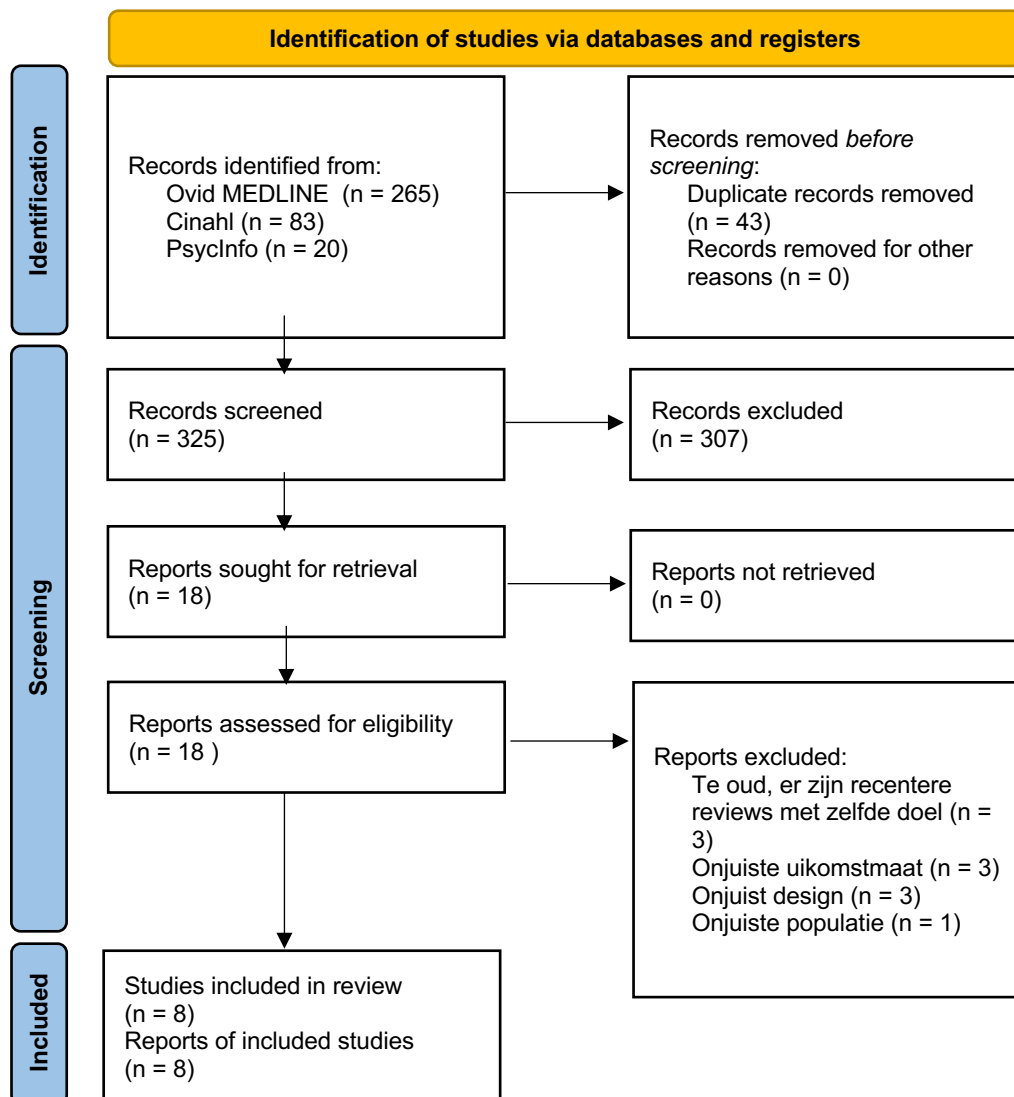 Identification of studies via databases and registers
Identification
Records identified from:
Ovid MEDLINE (n = 265)
Cinahl (n = 83)
PsycInfo (n = 20)
Records removed before
screening:
Duplicate records removed
(n = 43)
Records removed for other
reasons (n = 0)
Screening
Records screened
(n = 325)
Records excluded
(n = 307)
Reports sought for retrieval
(n = 18)
Reports not retrieved
(n = 0)
Reports assessed for eligibility
(n = 18 )
Reports excluded:
Te oud, er zijn recentere
reviews met zelfde doel (n =
3)
Onjuiste uikomstmaat (n = 3)
Onjuist design (n = 3)
Onjuiste populatie (n = 1)
Included
Studies included in review
(n = 8)
Reports of included studies
(n = 8)